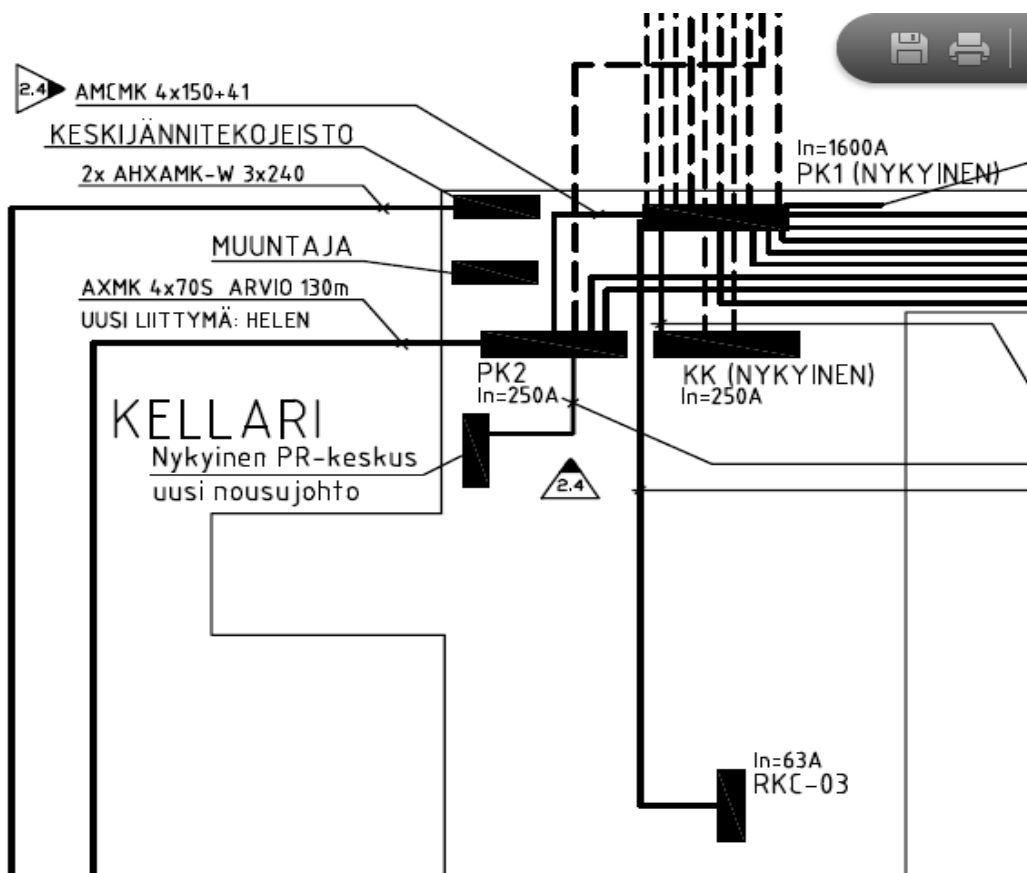 2.4
AMCMK 4x150+41
KESKIJÄNNITEKOJEISTO
2x AHXAMK-W 3x240
In=1600A
PK1 (NYKYINEN)
MUUNTAJA
AXMK 4x70S ARVIO 130m
UUSI LIITTYMÄ: HELEN
PK2
In=250A
KK (NYKYINEN)
In=250A
KELLARI
Nykyinen PR-keskus
uusi nousujohto
2.4
In=63A
RKC-03